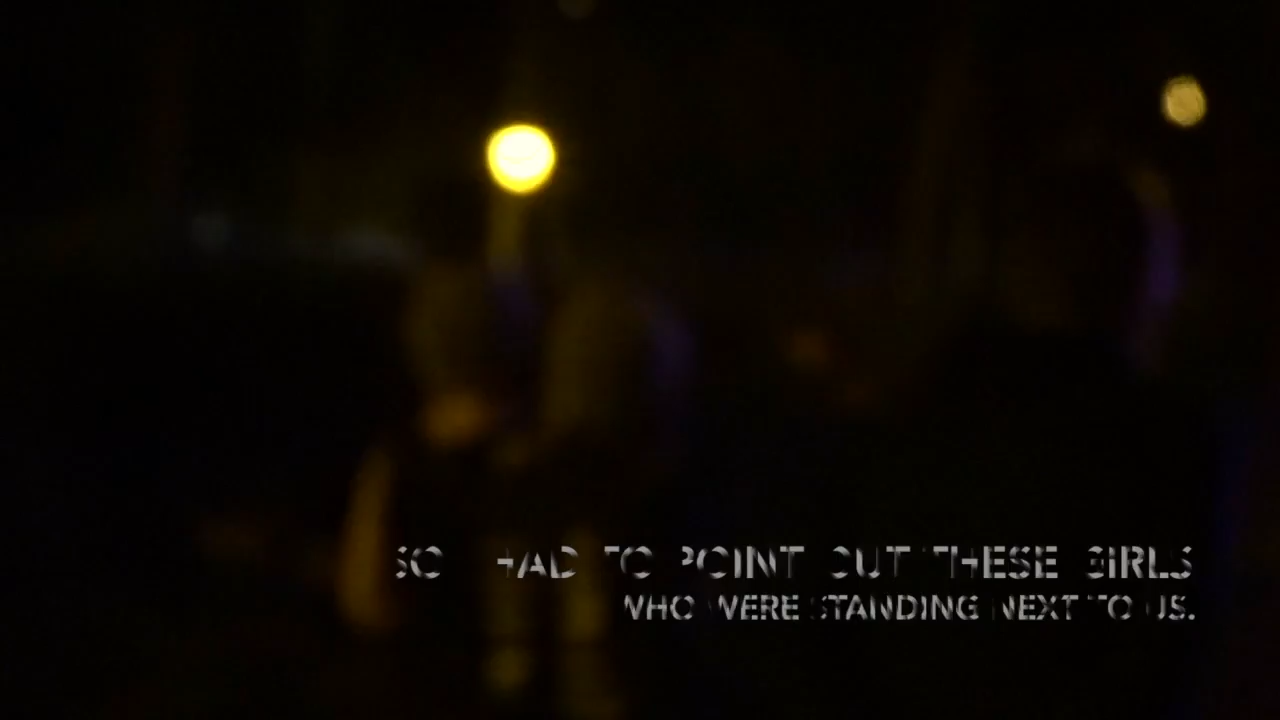 SO HAD TO POINT OUT THESE GIRLS
WHO WERE STANDING NEXT TO US.